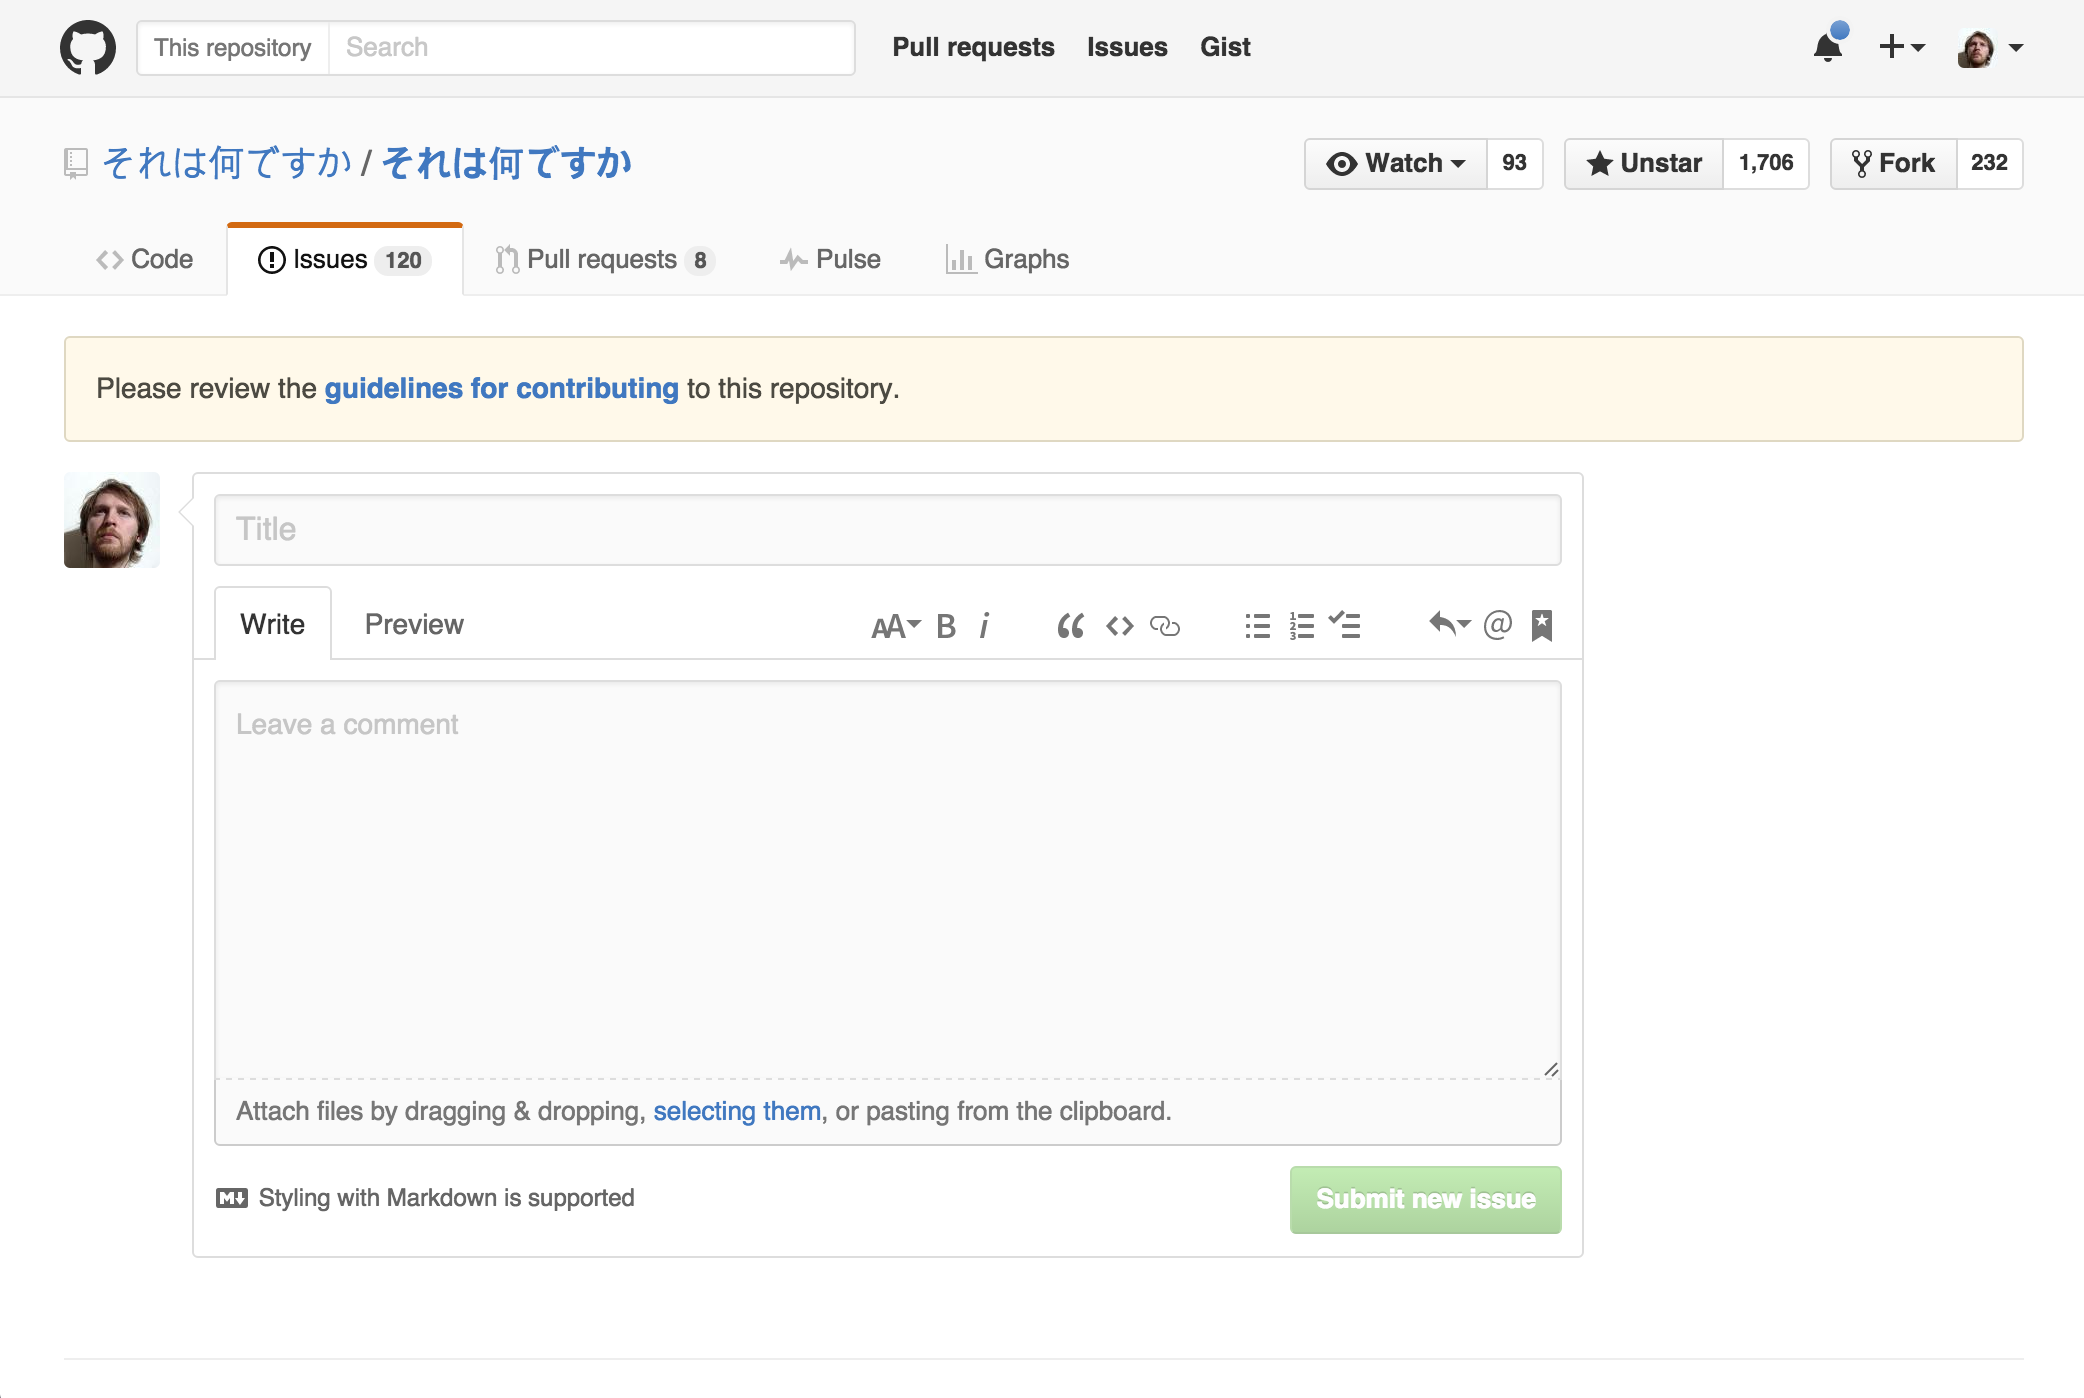 This repository Search Pull requests Issues Gist
それは何ですか / それは何ですか Watch 93 Unstar 1,706 Fork 232
Code Issues 120 Pull requests 8 Pulse Graphs
Please review the guidelines for contributing to this repository.
Title
Write Preview AA B i “ <> 1 2 3 @
Leave a comment
Attach files by dragging & dropping, selecting them, or pasting from the clipboard.
M Styling with Markdown is supported Submit new issue